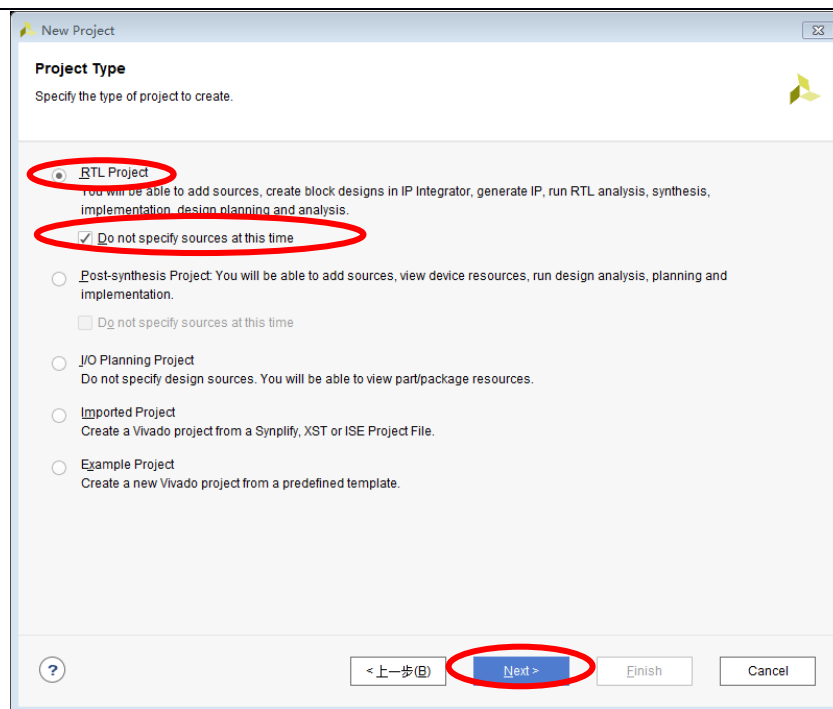 New Project
Project Type
Specify the type of project to create.
RTL Project
You will be able to add sources, create block designs in IP Integrator, generate IP, run RTL analysis, synthesis,
implementation, design planning and analysis.
Do not specify sources at this time
Post-synthesis Project: You will be able to add sources, view device resources, run design analysis, planning and
implementation.
Do not specify sources at this time
I/O Planning Project
Do not specify design sources. You will be able to view part/package resources.
Imported Project
Create a Vivado project from a Synplify, XST or ISE Project File.
Example Project
Create a new Vivado project from a predefined template.
? <上一步(B) Next > Finish Cancel